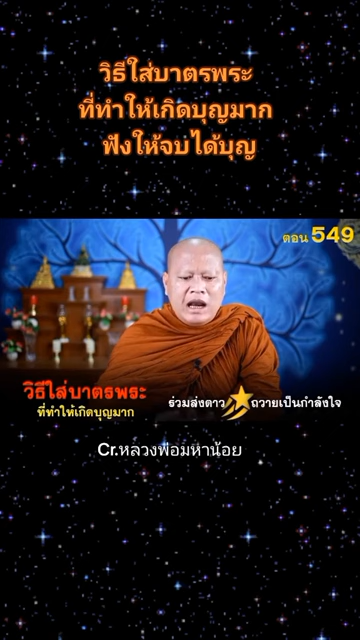 วิธีใส่บาตรพระ
ที่ทำให้เกิดบุญมาก
ฟังให้จบได้บุญ
ตอน 549
วิธีใส่บาตรพระ
ที่ทำให้เกิดบุญมาก
ร่วมส่งดาว ถวายเป็นกำลังใจ
Cr.หลวงพ่อมหาน้อย